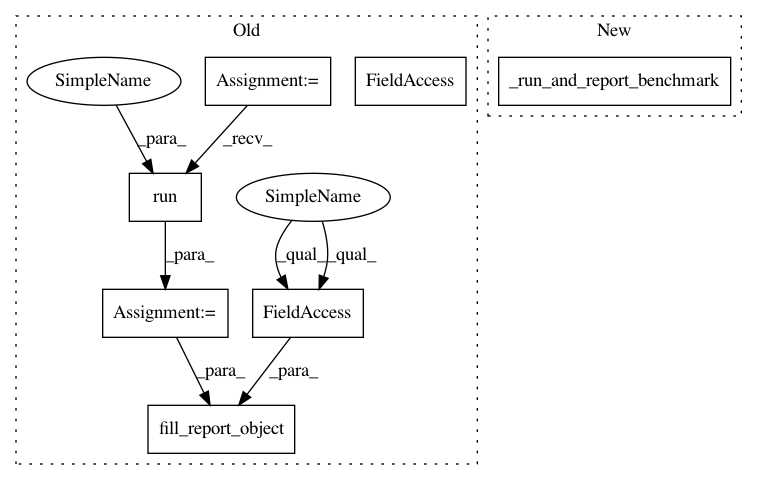 Old
New
SimpleName
Assignment:=
FieldAccess
_run_and_report_benchmark
_para_
_recv_
run
SimpleName
_para_
_qual_
_qual_
Assignment:=
FieldAccess
_para_
_para_
fill_report_object